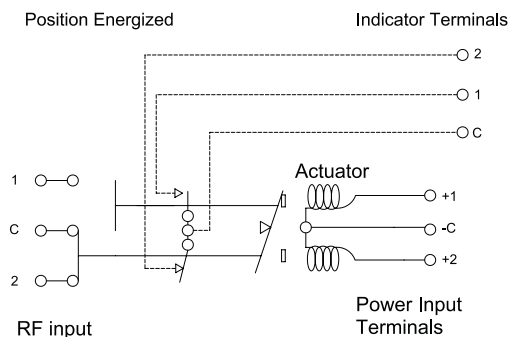 Position Energized
Indicator Terminals
2
1
C
Actuator
1
+1
C
-C
2
+2
RF input
Power Input
Terminals